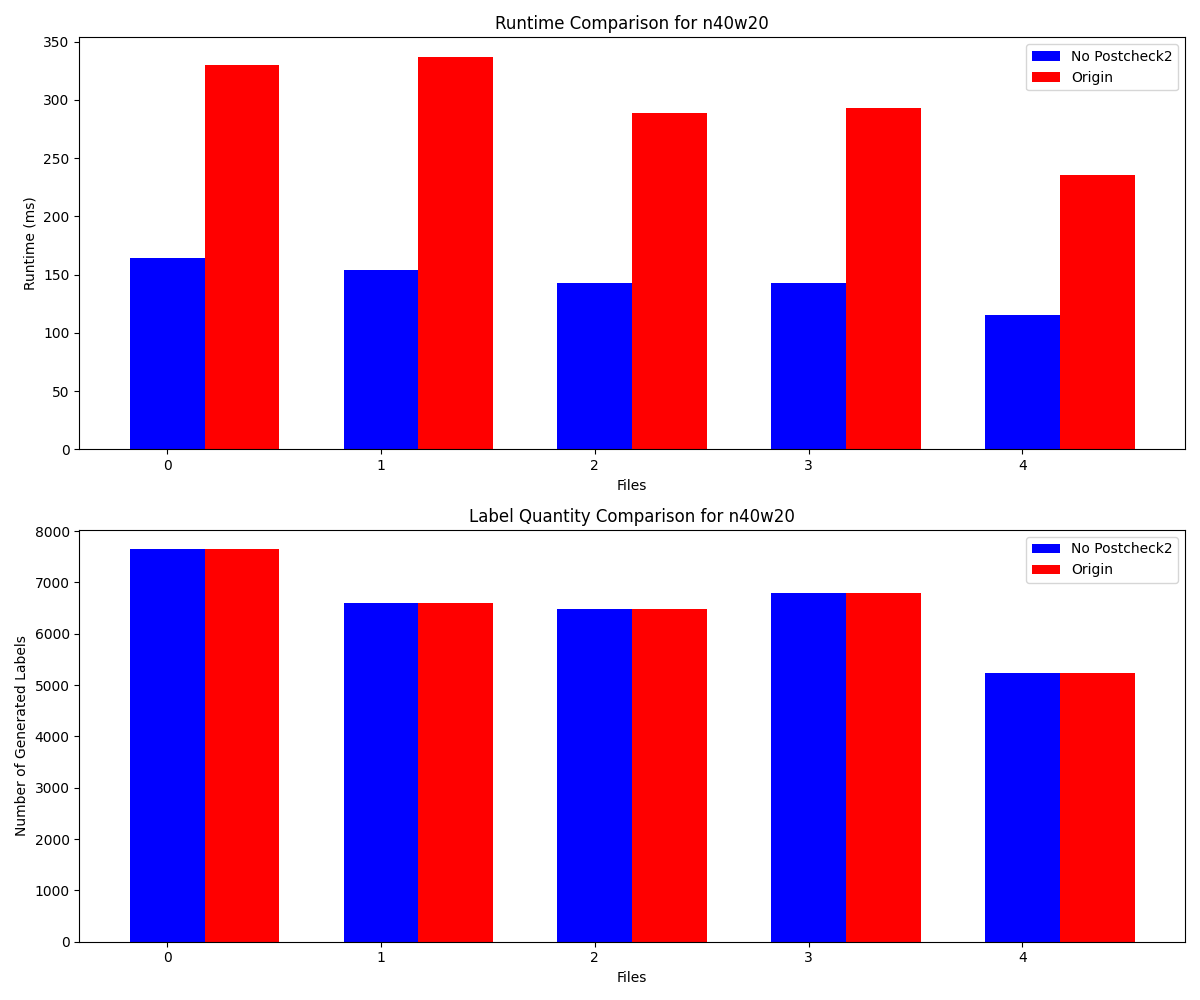 Runtime Comparison for n40w20
350
300
250
200
150
100
50
0
Runtime (ms)
No Postcheck2
Origin
0 1 2 3 4
Files
Label Quantity Comparison for n40w20
8000
7000
6000
5000
4000
3000
2000
1000
0
Number of Generated Labels
No Postcheck2
Origin
0 1 2 3 4
Files